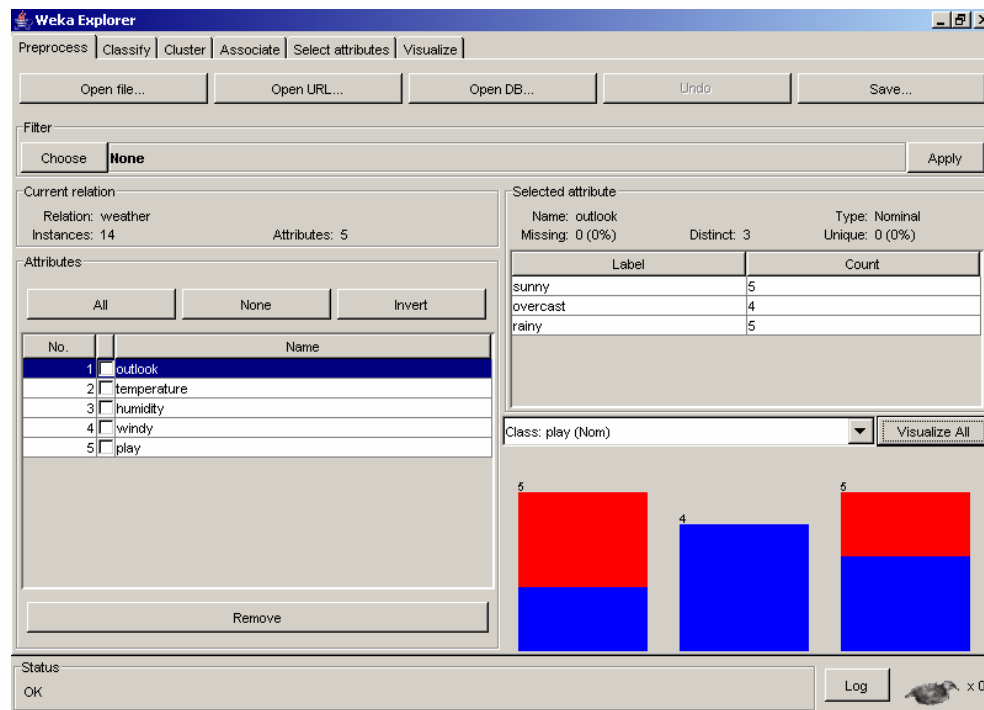 Weka Explorer
Preprocess Classify Cluster Associate Select attributes Visualize
Open file... Open URL... Open DB... Undo Save...
Filter
Choose None Apply
Current relation
Relation: weather
Instances: 14 Attributes: 5
Attributes
All None Invert
No. Name
1 outlook
2 temperature
3 humidity
4 windy
5 play
Remove
Selected attribute
Name: outlook Type: Nominal
Missing: 0 (0%) Distinct: 3 Unique: 0 (0%)
Label Count
sunny 5
overcast 4
rainy 5
Class: play (Nom) Visualize All
5 4 5
Status
OK
Log x 0